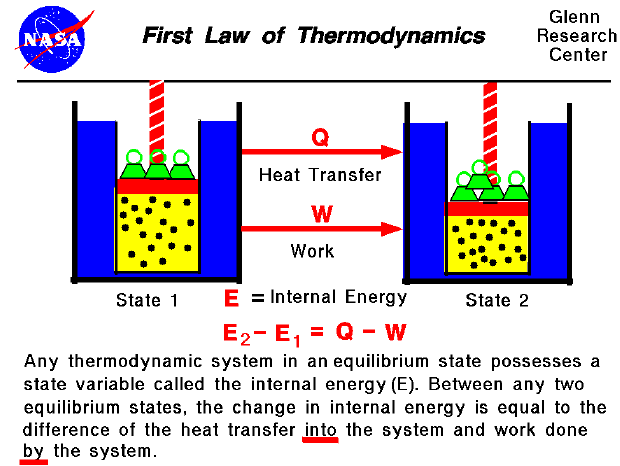 NASA
First Law of Thermodynamics
Glenn
Research
Center
Q
Heat Transfer
W
Work
State 1
State 2
E = Internal Energy
E₂ – E₁ = Q – W
Any thermodynamic system in an equilibrium state possesses a
state variable called the internal energy (E). Between any two
equilibrium states, the change in internal energy is equal to the
difference of the heat transfer into the system and work done
by the system.